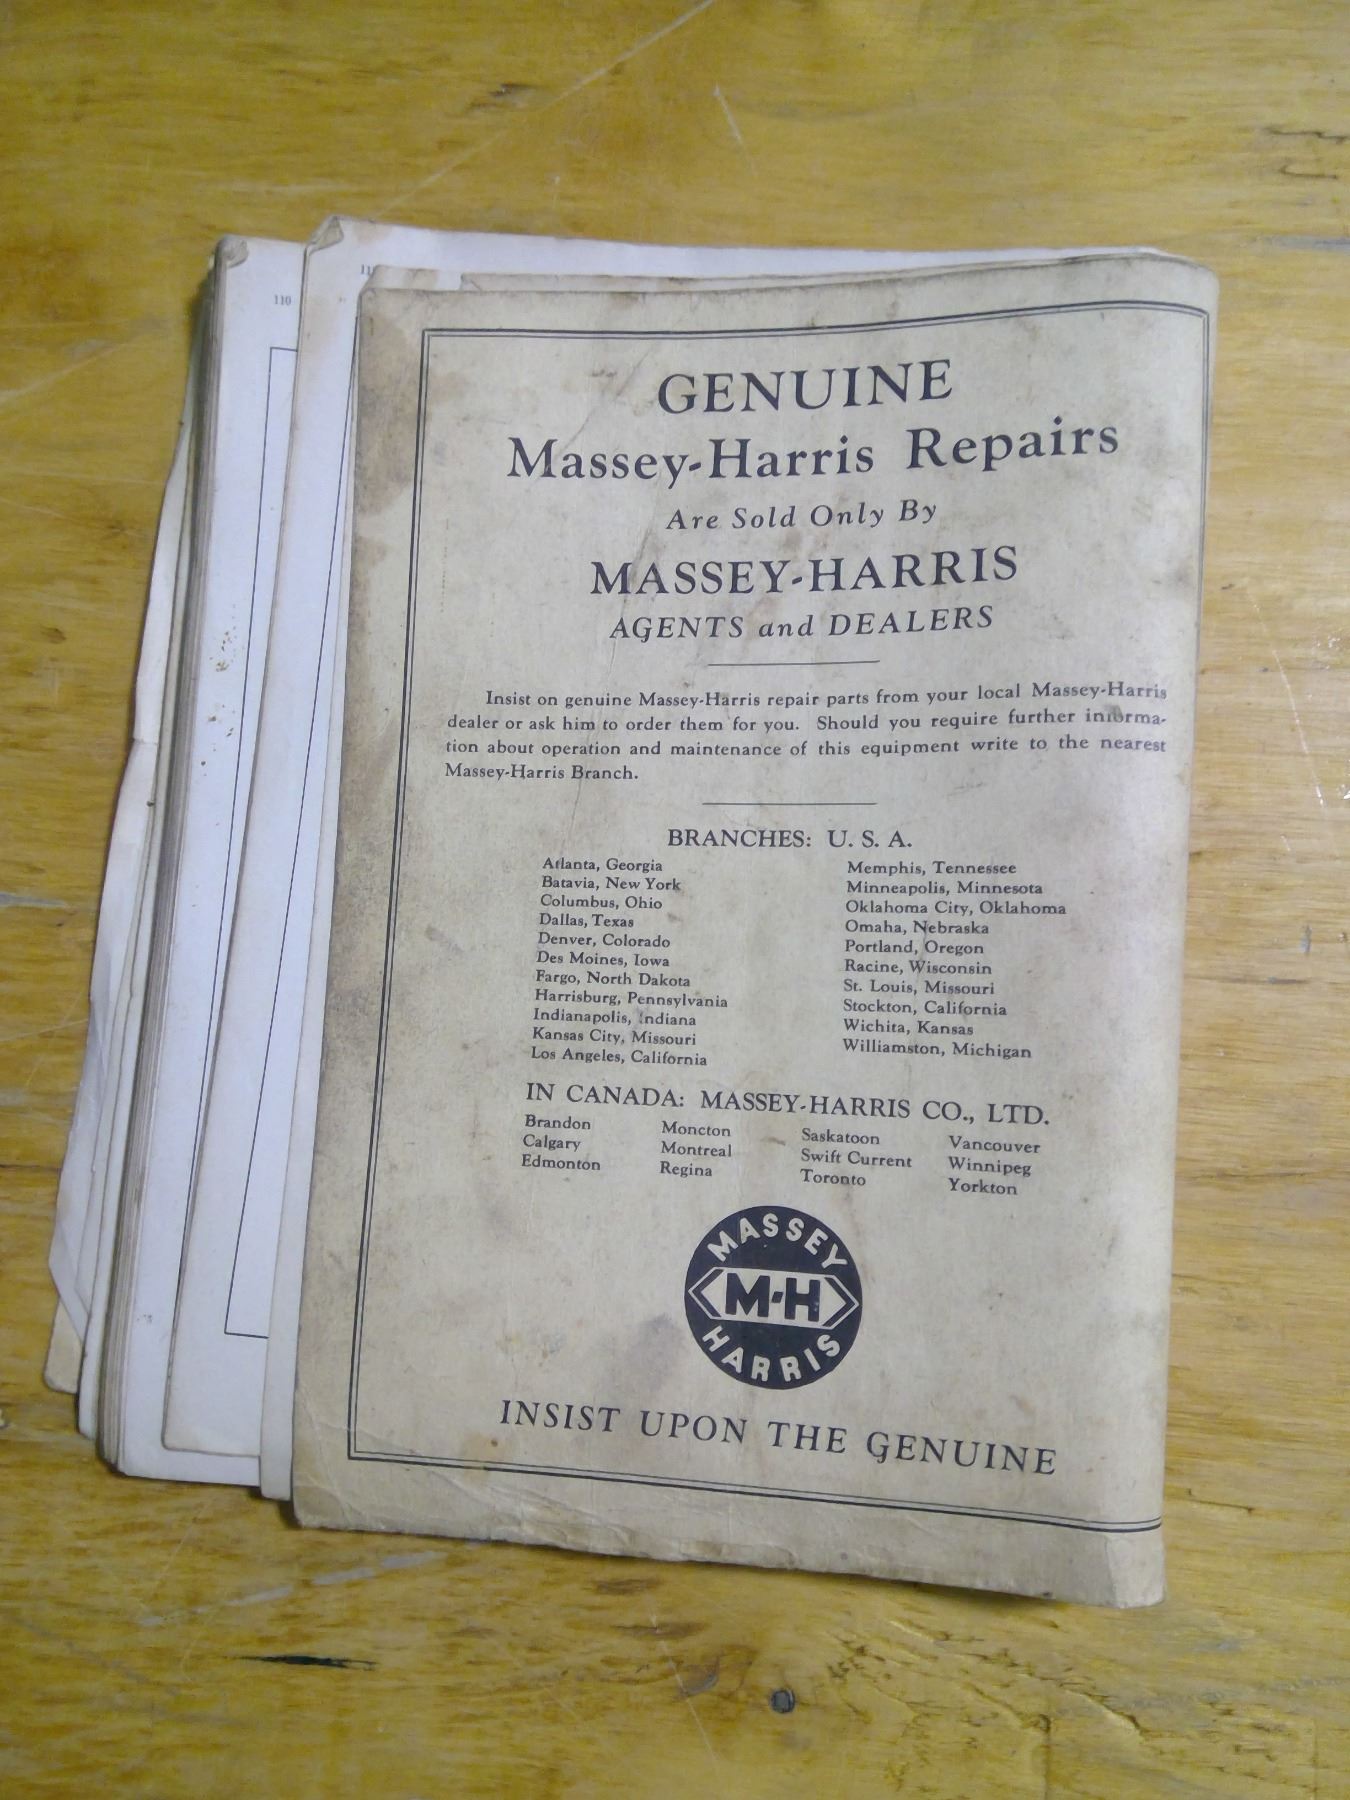 110
11
GENUINE
Massey-Harris Repairs
Are Sold Only By
MASSEY-HARRIS
AGENTS and DEALERS
Insist on genuine Massey-Harris repair parts from your local Massey-Harris
dealer or ask him to order them for you. Should you require further informa-
tion about operation and maintenance of this equipment write to the nearest
Massey-Harris Branch.
BRANCHES: U. S. A.
Atlanta, Georgia
Batavia, New York
Columbus, Ohio
Dallas, Texas
Denver, Colorado
Des Moines, Iowa
Fargo, North Dakota
Harrisburg, Pennsylvania
Indianapolis, Indiana
Kansas City, Missouri
Los Angeles, California
Memphis, Tennessee
Minneapolis, Minnesota
Oklahoma City, Oklahoma
Omaha, Nebraska
Portland, Oregon
Racine, Wisconsin
St. Louis, Missouri
Stockton, California
Wichita, Kansas
Williamston, Michigan
IN CANADA: MASSEY-HARRIS CO., LTD.
Brandon
Calgary
Edmonton
Moncton
Montreal
Regina
Saskatoon
Swift Current
Toronto
Vancouver
Winnipeg
Yorkton
MASSEY
M-H
HARRIS
INSIST UPON THE GENUINE